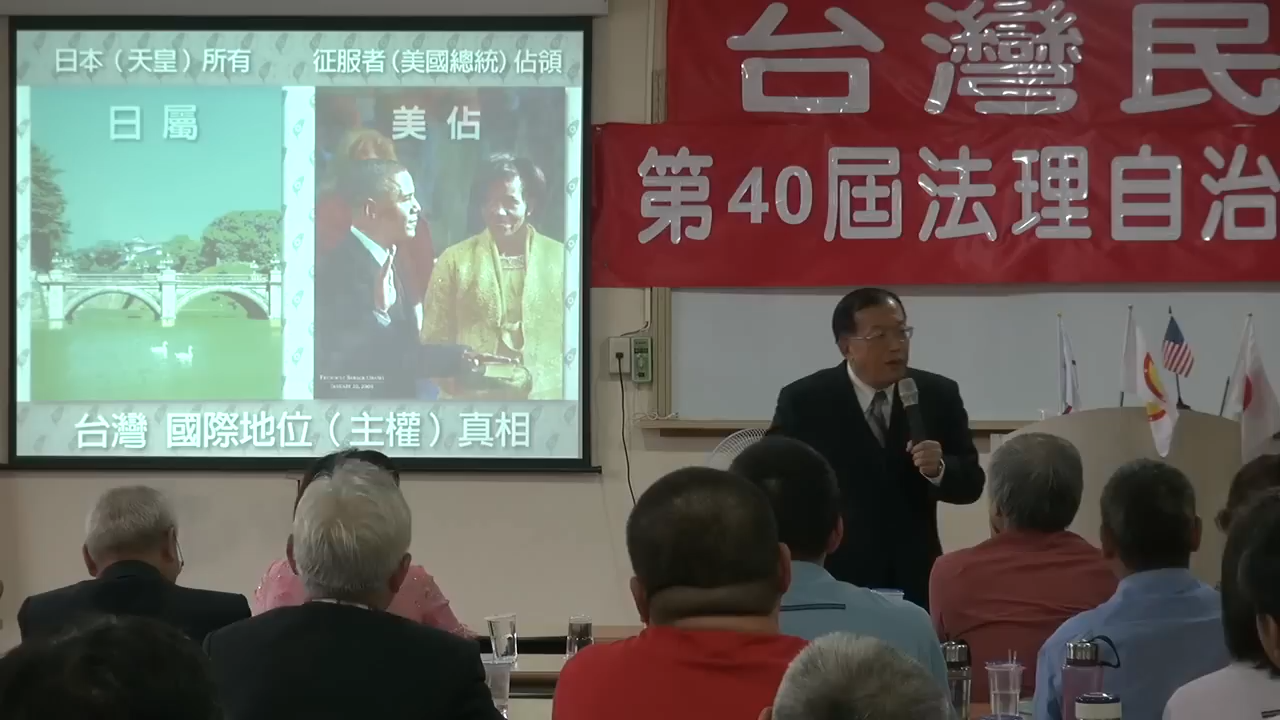 日本（天皇）所有
征服者（美國總統）佔領
日屬
美佔
台灣 國際地位（主權）真相
台灣民
第40屆法理自治